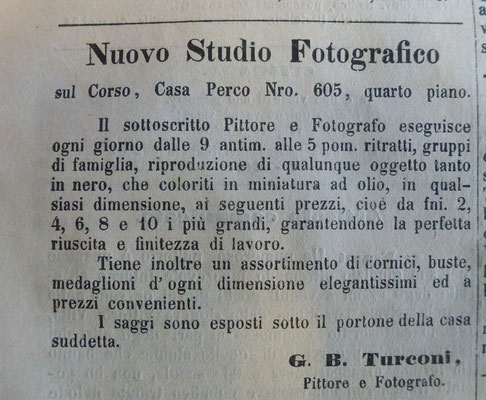 Nuovo Studio Fotografico
sul Corso, Casa Perco Nro. 605, quarto piano.
Il sottoscritto Pittore e Fotografo eseguisce
ogni giorno dalle 9 antim. alle 5 pom. ritratti, gruppi
di famiglia, riproduzione di qualunque oggetto tanto
in nero, che coloriti in miniatura ad olio, in qual-
siasi dimensione, ai seguenti prezzi, cioè da fni. 2,
4, 6, 8 e 10 i più grandi, garantendone la perfetta
riuscita e finitezza di lavoro.
Tiene inoltre un assortimento di cornici, buste,
medaglioni d'ogni dimensione elegantissimi ed a
prezzi convenienti.
I saggi sono esposti sotto il portone della casa
suddetta.
G. B. Turconi,
Pittore e Fotografo.